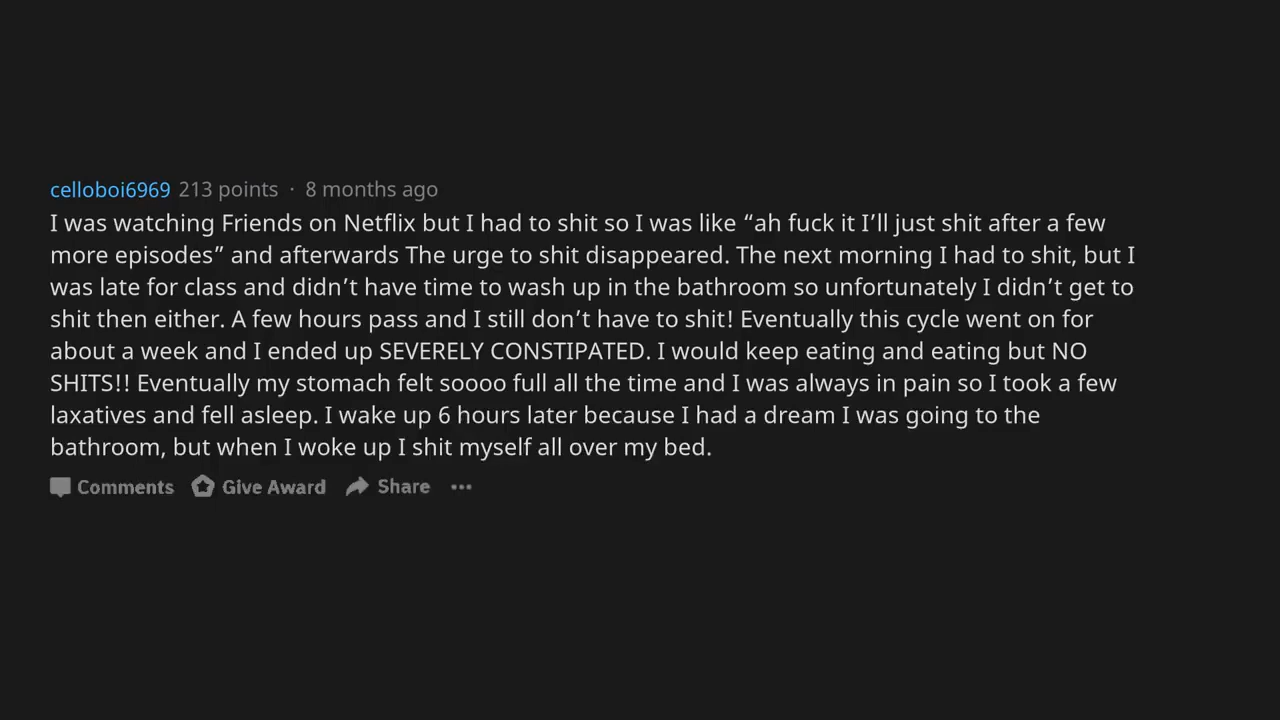 celloboi6969 213 points · 8 months ago
I was watching Friends on Netflix but I had to shit so I was like “ah fuck it I’ll just shit after a few
more episodes” and afterwards The urge to shit disappeared. The next morning I had to shit, but I
was late for class and didn’t have time to wash up in the bathroom so unfortunately I didn’t get to
shit then either. A few hours pass and I still don’t have to shit! Eventually this cycle went on for
about a week and I ended up SEVERELY CONSTIPATED. I would keep eating and eating but NO
SHITS!! Eventually my stomach felt soooo full all the time and I was always in pain so I took a few
laxatives and fell asleep. I wake up 6 hours later because I had a dream I was going to the
bathroom, but when I woke up I shit myself all over my bed.
Comments Give Award Share ···